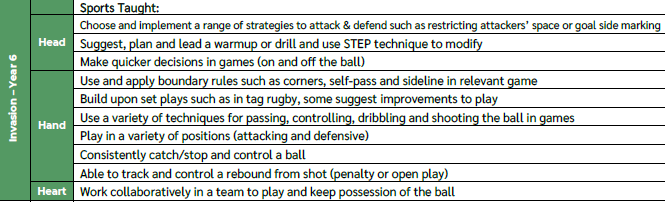 Sports Taught:
Choose and implement a range of strategies to attack & defend such as restricting attackers' space or goal side marking
Head
Suggest, plan and lead a warmup or drill and use STEP technique to modify
Make quicker decisions in games (on and off the ball)
Invasion – Year 6
Use and apply boundary rules such as corners, self-pass and sideline in relevant game
Build upon set plays such as in tag rugby, some suggest improvements to play
Use a variety of techniques for passing, controlling, dribbling and shooting the ball in games
Hand
Play in a variety of positions (attacking and defensive)
Consistently catch/stop and control a ball
Able to track and control a rebound from shot (penalty or open play)
Heart
Work collaboratively in a team to play and keep possession of the ball